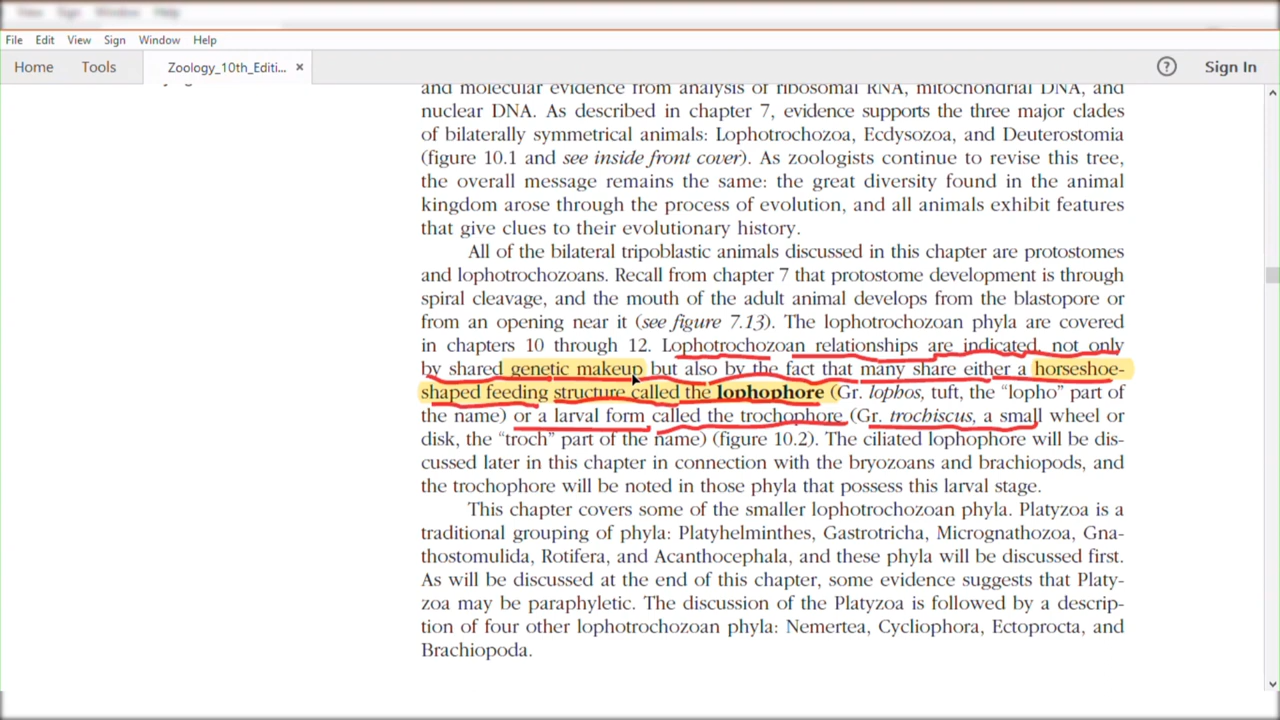 View Sign Window Help
File Edit View Sign Window Help
Home Tools Zoology_10th_Editi... × ? Sign In
and molecular evidence from analysis of ribosomal RNA, mitochondrial DNA, and
nuclear DNA. As described in chapter 7, evidence supports the three major clades
of bilaterally symmetrical animals: Lophotrochozoa, Ecdysozoa, and Deuterostomia
(figure 10.1 and see inside front cover). As zoologists continue to revise this tree,
the overall message remains the same: the great diversity found in the animal
kingdom arose through the process of evolution, and all animals exhibit features
that give clues to their evolutionary history.
All of the bilateral tripoblastic animals discussed in this chapter are protostomes
and lophotrochozoans. Recall from chapter 7 that protostome development is through
spiral cleavage, and the mouth of the adult animal develops from the blastopore or
from an opening near it (see figure 7.13). The lophotrochozoan phyla are covered
in chapters 10 through 12. Lophotrochozoan relationships are indicated, not only
by shared genetic makeup but also by the fact that many share either a horseshoe-
shaped feeding structure called the lophophore (Gr. lophos, tuft, the “lopho” part of
the name) or a larval form called the trochophore (Gr. trochiscus, a small wheel or
disk, the “troch” part of the name) (figure 10.2). The ciliated lophophore will be dis-
cussed later in this chapter in connection with the bryozoans and brachiopods, and
the trochophore will be noted in those phyla that possess this larval stage.
This chapter covers some of the smaller lophotrochozoan phyla. Platyzoa is a
traditional grouping of phyla: Platyhelminthes, Gastrotricha, Micrognathozoa, Gna-
thostomulida, Rotifera, and Acanthocephala, and these phyla will be discussed first.
As will be discussed at the end of this chapter, some evidence suggests that Platy-
zoa may be paraphyletic. The discussion of the Platyzoa is followed by a descrip-
tion of four other lophotrochozoan phyla: Nemertea, Cycliophora, Ectoprocta, and
Brachiopoda.